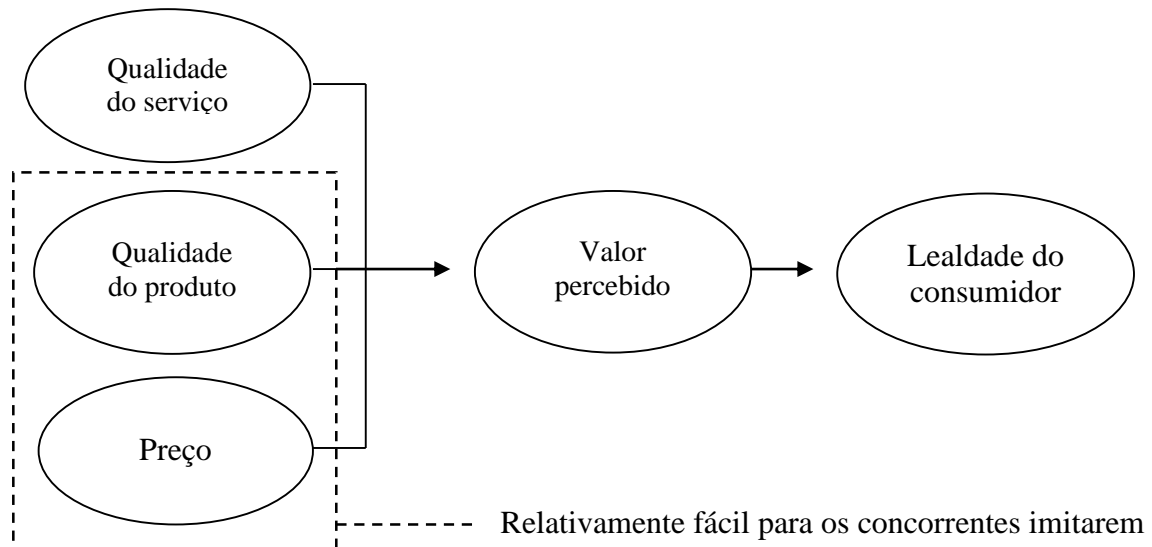 Qualidade
do serviço
Qualidade
do produto
Preço
Valor
percebido
Lealdade do
consumidor
Relativamente fácil para os concorrentes imitarem